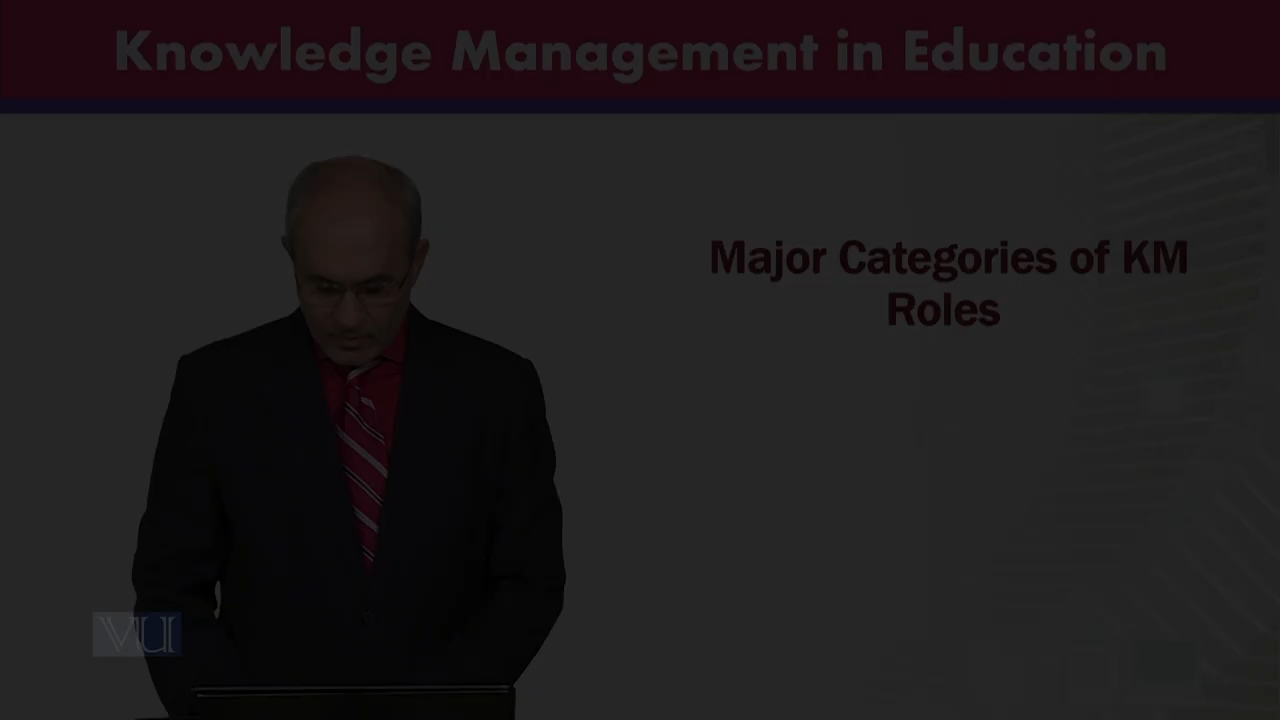 Knowledge Management in Education
Major Categories of KM
Roles
VU